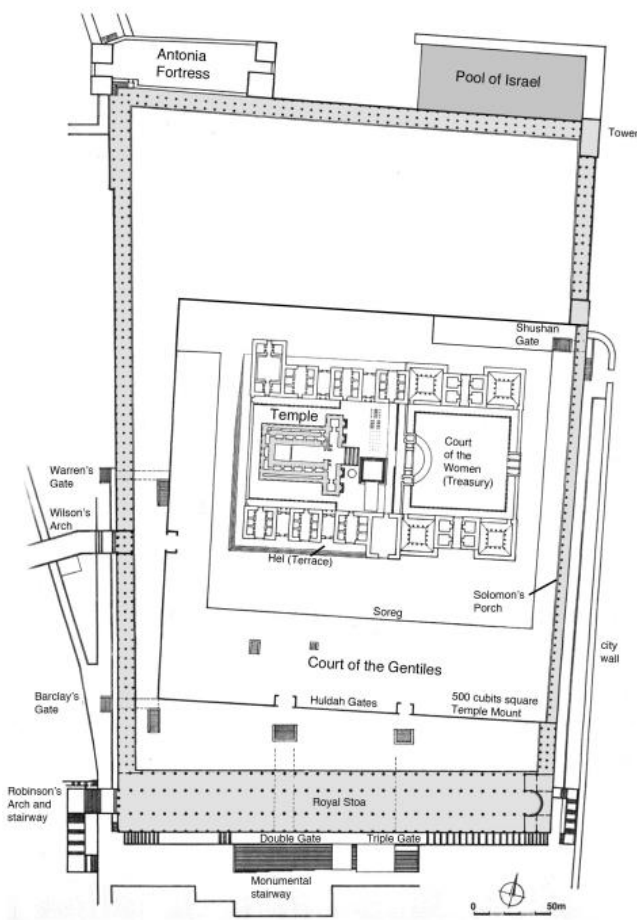 Antonia
Fortress
Pool of Israel
Tower
Shushan
Gate
Temple
Court
of the
Women
(Treasury)
Warren's
Gate
Wilson's
Arch
Hel (Terrace)
Solomon's
Porch
Soreg
city
wall
Court of the Gentiles
Barclay's
Gate
Huldah Gates
500 cubits square
Temple Mount
Robinson's
Arch and
stairway
Royal Stoa
Double Gate
Triple Gate
Monumental
stairway
0
50m